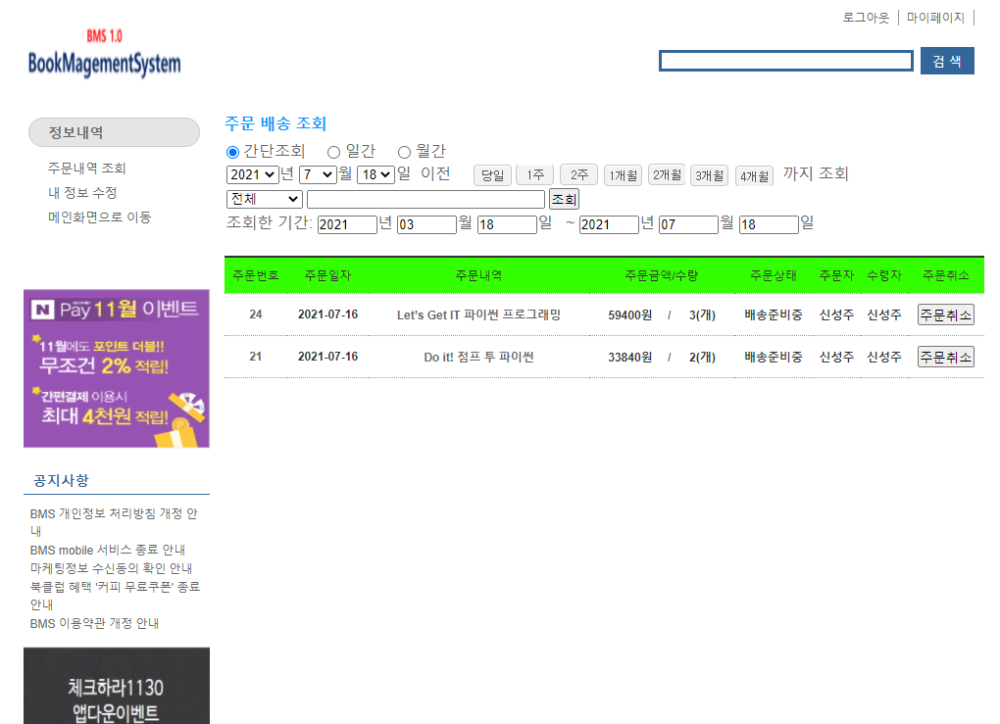 로그아웃 마이페이지
BMS 1.0
BookMagementSystem
검 색
정보내역
주문내역 조회
내 정보 수정
메인화면으로 이동
주문 배송 조회
간단조회 일간 월간
2021 년 7 월 18 일 이전 당일 1주 2주 1개월 2개월 3개월 4개월 까지 조회
전체 조회
조회한 기간: 2021 년 03 월 18 일 ~ 2021 년 07 월 18 일
주문번호 주문일자 주문내역 주문금액/수량 주문상태 주문자 수령자 주문취소
24 2021-07-16 Let's Get IT 파이썬 프로그래밍 59400원 / 3(개) 배송준비중 신성주 신성주 주문취소
21 2021-07-16 Do it! 점프 투 파이썬 33840원 / 2(개) 배송준비중 신성주 신성주 주문취소
N Pay 11월 이벤트
11월에도 포인트 더블!!
무조건 2% 적립!
간편결제 이용시
최대 4천원 적립!
공지사항
BMS 개인정보 처리방침 개정 안
내
BMS mobile 서비스 종료 안내
마케팅정보 수신동의 확인 안내
북클럽 혜택 '커피 무료쿠폰' 종료
안내
BMS 이용약관 개정 안내
체크하라1130
앱다운이벤트